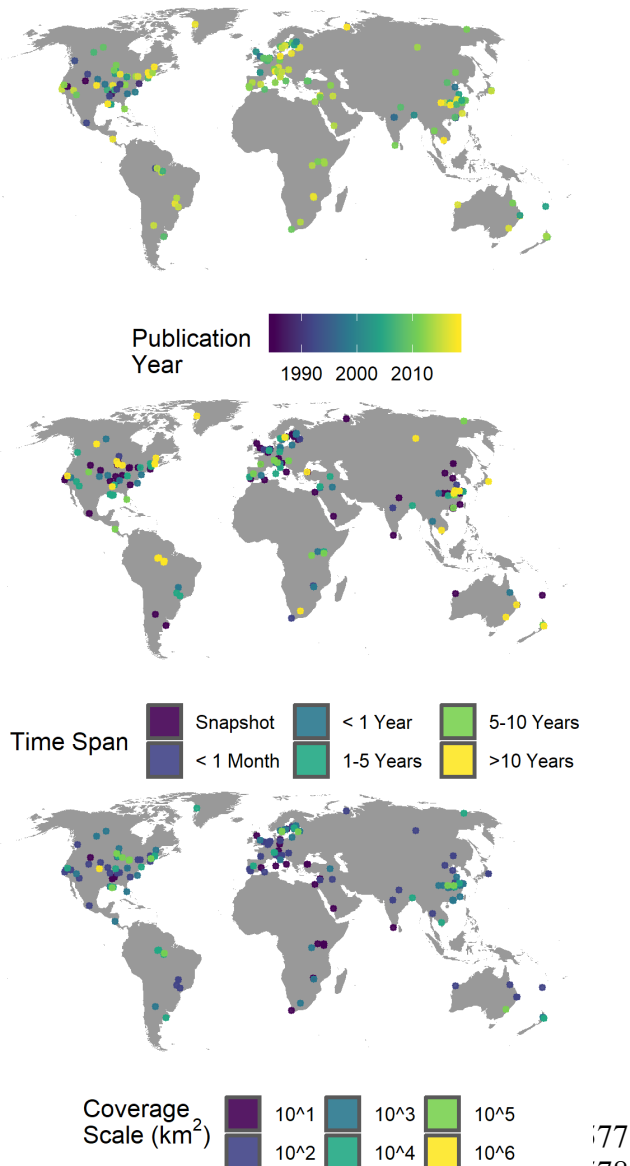 Publication
Year
1990 2000 2010
Time Span
Snapshot < 1 Year 5-10 Years
< 1 Month 1-5 Years >10 Years
Coverage
Scale (km²)
10^1 10^3 10^5
10^2 10^4 10^6